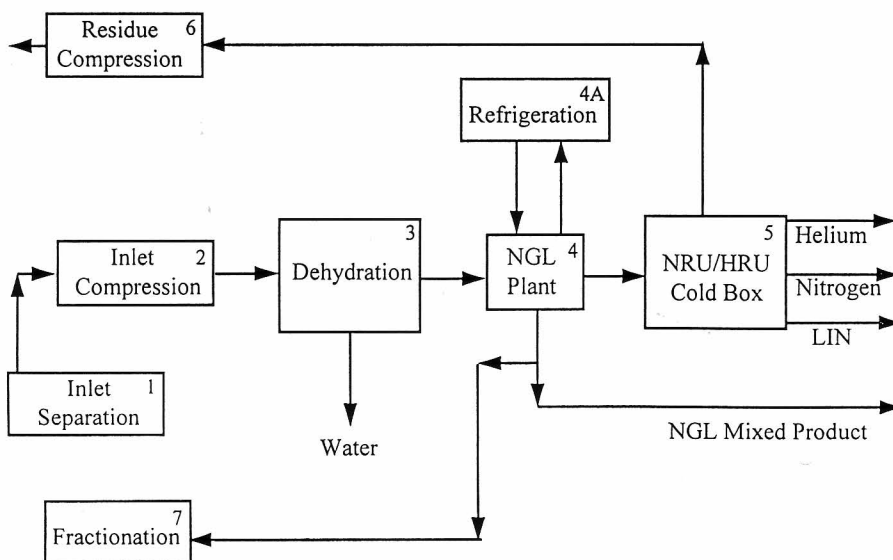 6
Residue
Compression
4A
Refrigeration
2
Inlet
Compression
3
Dehydration
4
NGL
Plant
5
NRU/HRU
Cold Box
Helium
Nitrogen
LIN
1
Inlet
Separation
Water
NGL Mixed Product
7
Fractionation